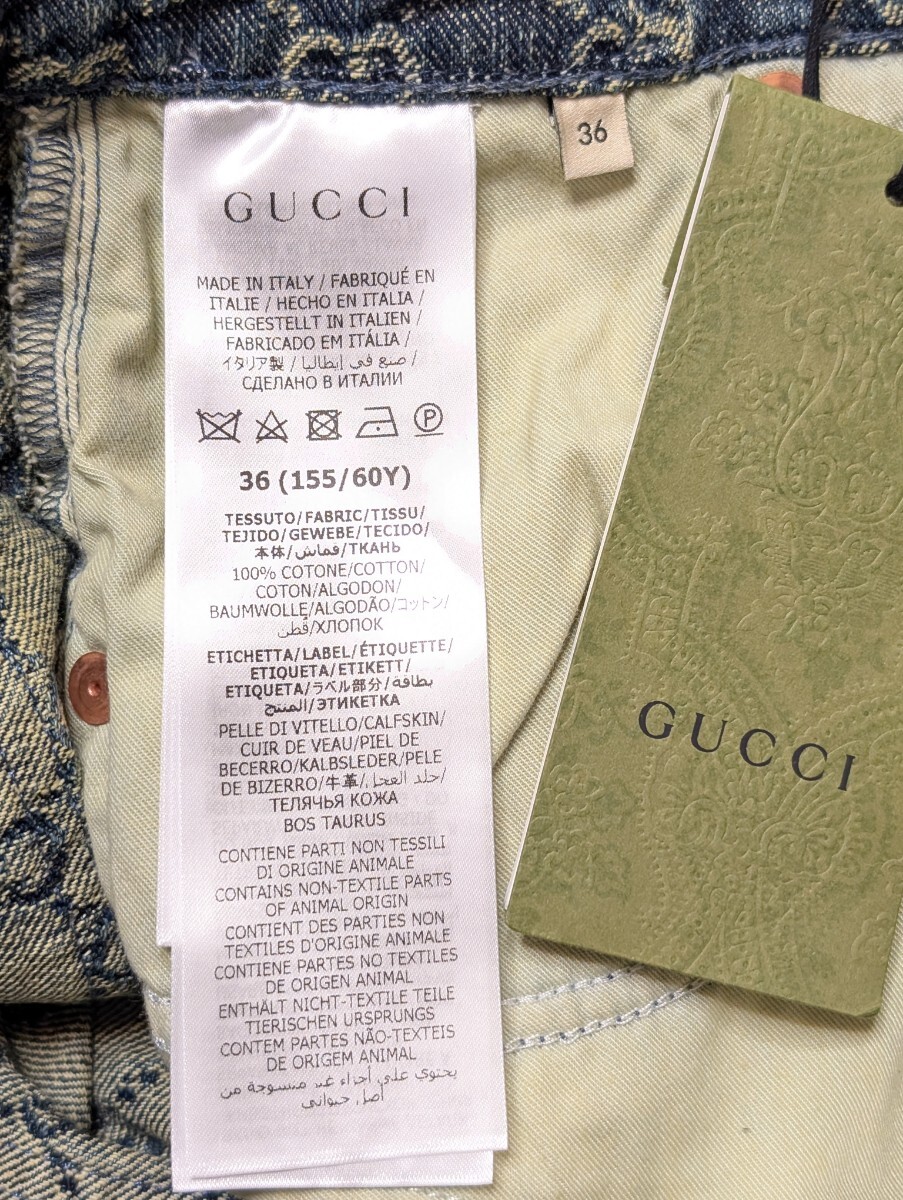 GUCCI
MADE IN ITALY / FABRIQUÉ EN
ITALIE / HECHO EN ITALIA /
HERGESTELLT IN ITALIEN /
FABRICADO EM ITÁLIA /
イタリア製 / صنع في إيطاليا /
СДЕЛАНО В ИТАЛИИ
P
36 (155/60Y)
TESSUTO/FABRIC/TISSU/
TEJIDO/GEWEBE/TECIDO/
本体/قماش/ТКАНЬ
100% COTONE/COTTON/
COTON/ALGODON/
BAUMWOLLE/ALGODÃO/コットン/
قُطن/ХЛОПОК
ETICHETTA/LABEL/ÉTIQUETTE/
ETIQUETA/ETIKETT/
ETIQUETA/ラベル部分/بطاقة
المنتج/ЭТИКЕТКА
PELLE DI VITELLO/CALFSKIN/
CUIR DE VEAU/PIEL DE
BECERRO/KALBSLEDER/PELE
DE BIZERRO/牛革/جلد العجل/
ТЕЛЯЧЬЯ КОЖА
BOS TAURUS
CONTIENE PARTI NON TESSILI
DI ORIGINE ANIMALE
CONTAINS NON-TEXTILE PARTS
OF ANIMAL ORIGIN
CONTIENT DES PARTIES NON
TEXTILES D'ORIGINE ANIMALE
CONTIENE PARTES NO TEXTILES
DE ORIGEN ANIMAL
ENTHÄLT NICHT-TEXTILE TEILE
TIERISCHEN URSPRUNGS
CONTEM PARTES NÃO-TEXTEIS
DE ORIGEM ANIMAL
يحتوي على أجزاء غير منسوجة من
أصل حيواني
36
GUCCI